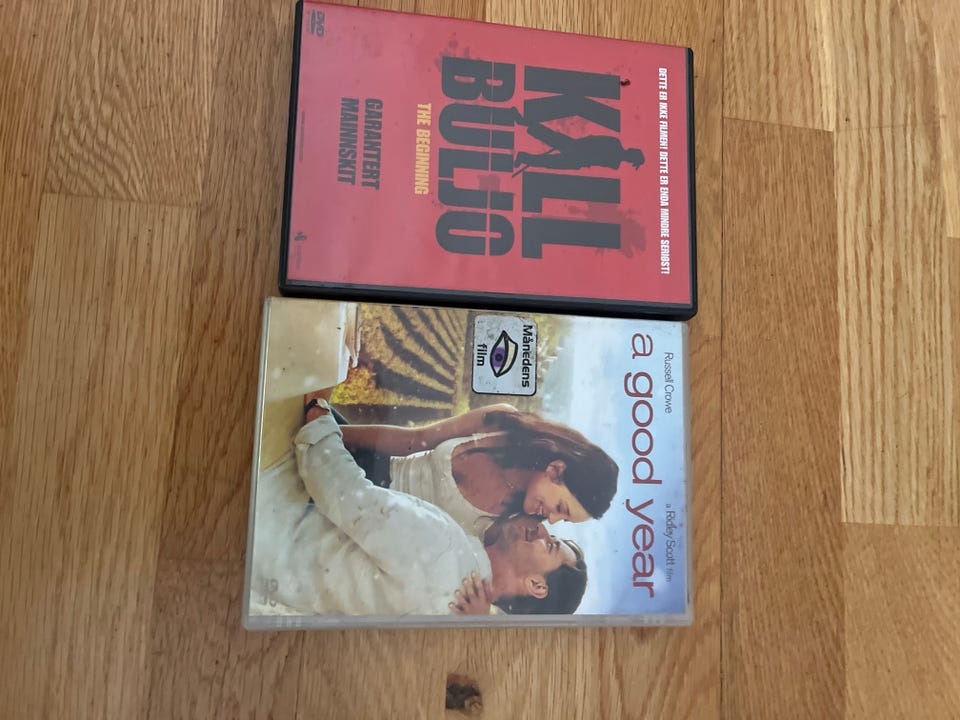 DETTE ER IKKE FILMEN! DETTE ER ENDA MINDRE SERIØST!
KILL
BULJO
THE BEGINNING
GARANTERT
MAINNSKIT
DVD
Russell Crowe
a Ridley Scott film
a good year
Månedens
film